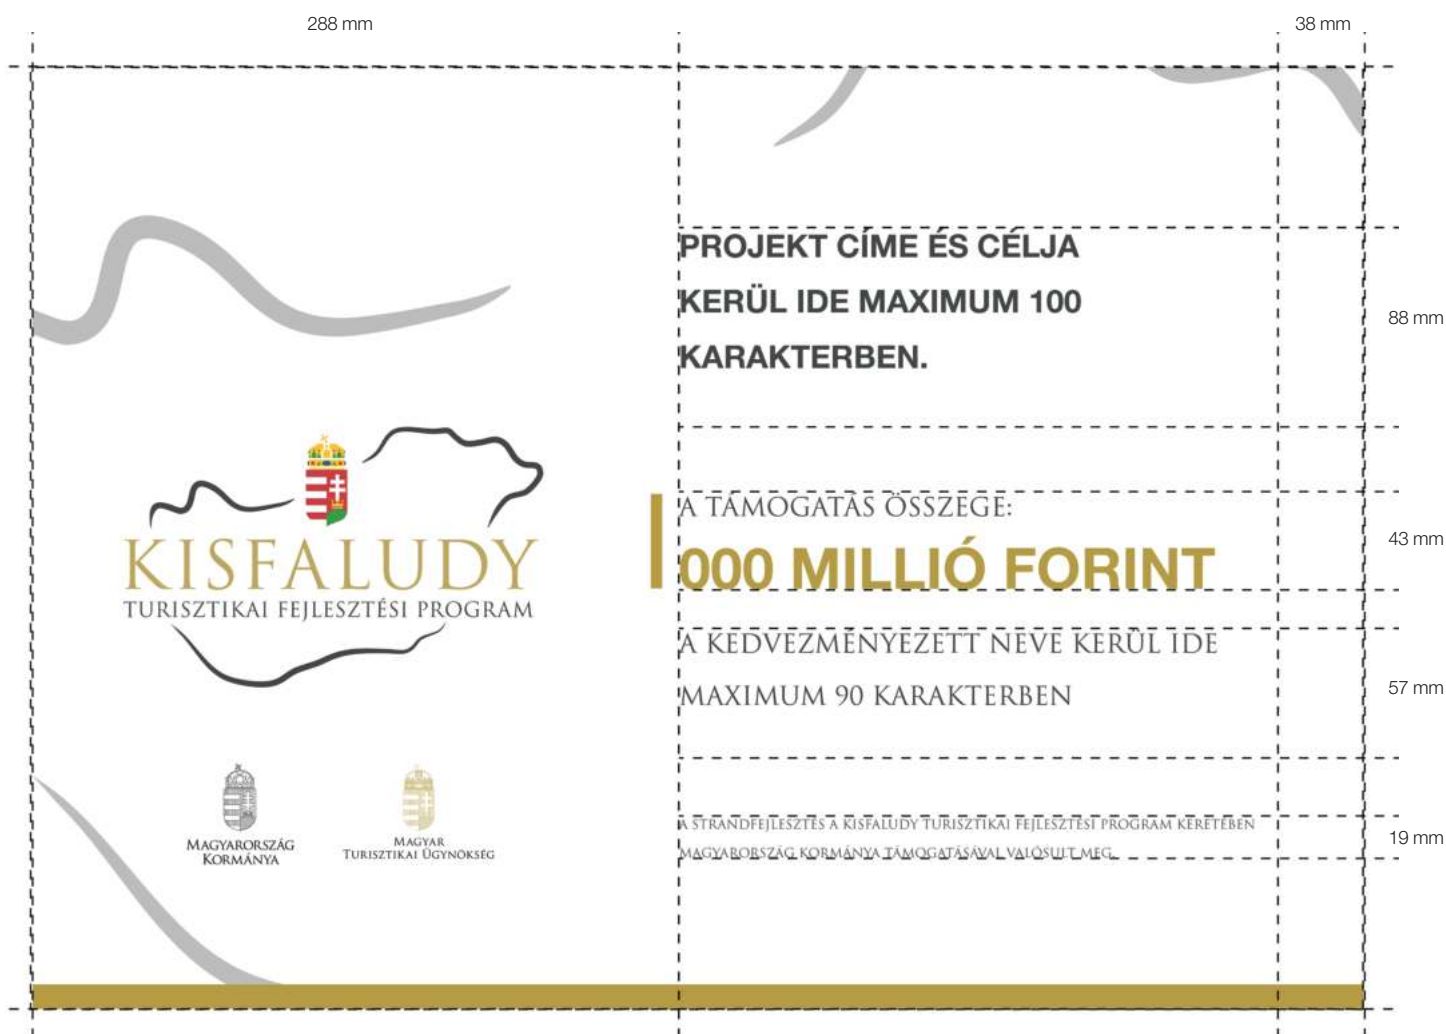 288 mm
38 mm
PROJEKT CÍME ÉS CÉLJA
KERÜL IDE MAXIMUM 100
KARAKTERBEN.
88 mm
A TÁMOGATÁS ÖSSZEGE:
000 MILLIÓ FORINT
43 mm
KISFALUDY
TURISZTIKAI FEJLESZTÉSI PROGRAM
A KEDVEZMÉNYEZETT NEVE KERÜL IDE
MAXIMUM 90 KARAKTERBEN
57 mm
MAGYARORSZÁG
KORMÁNYA
MAGYAR
TURISZTIKAI ÜGYNÖKSÉG
A STRANDFEJLESZTÉS A KISFALUDY TURISZTIKAI FEJLESZTÉSI PROGRAM KERETÉBEN
MAGYARORSZÁG KORMÁNYA TÁMOGATÁSÁVAL VALÓSULT MEG.
19 mm